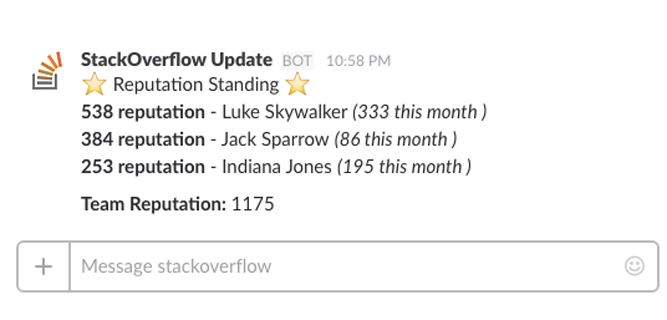 StackOverflow Update BOT 10:58 PM
⭐ Reputation Standing ⭐
538 reputation - Luke Skywalker (333 this month )
384 reputation - Jack Sparrow (86 this month )
253 reputation - Indiana Jones (195 this month )
Team Reputation: 1175
Message stackoverflow